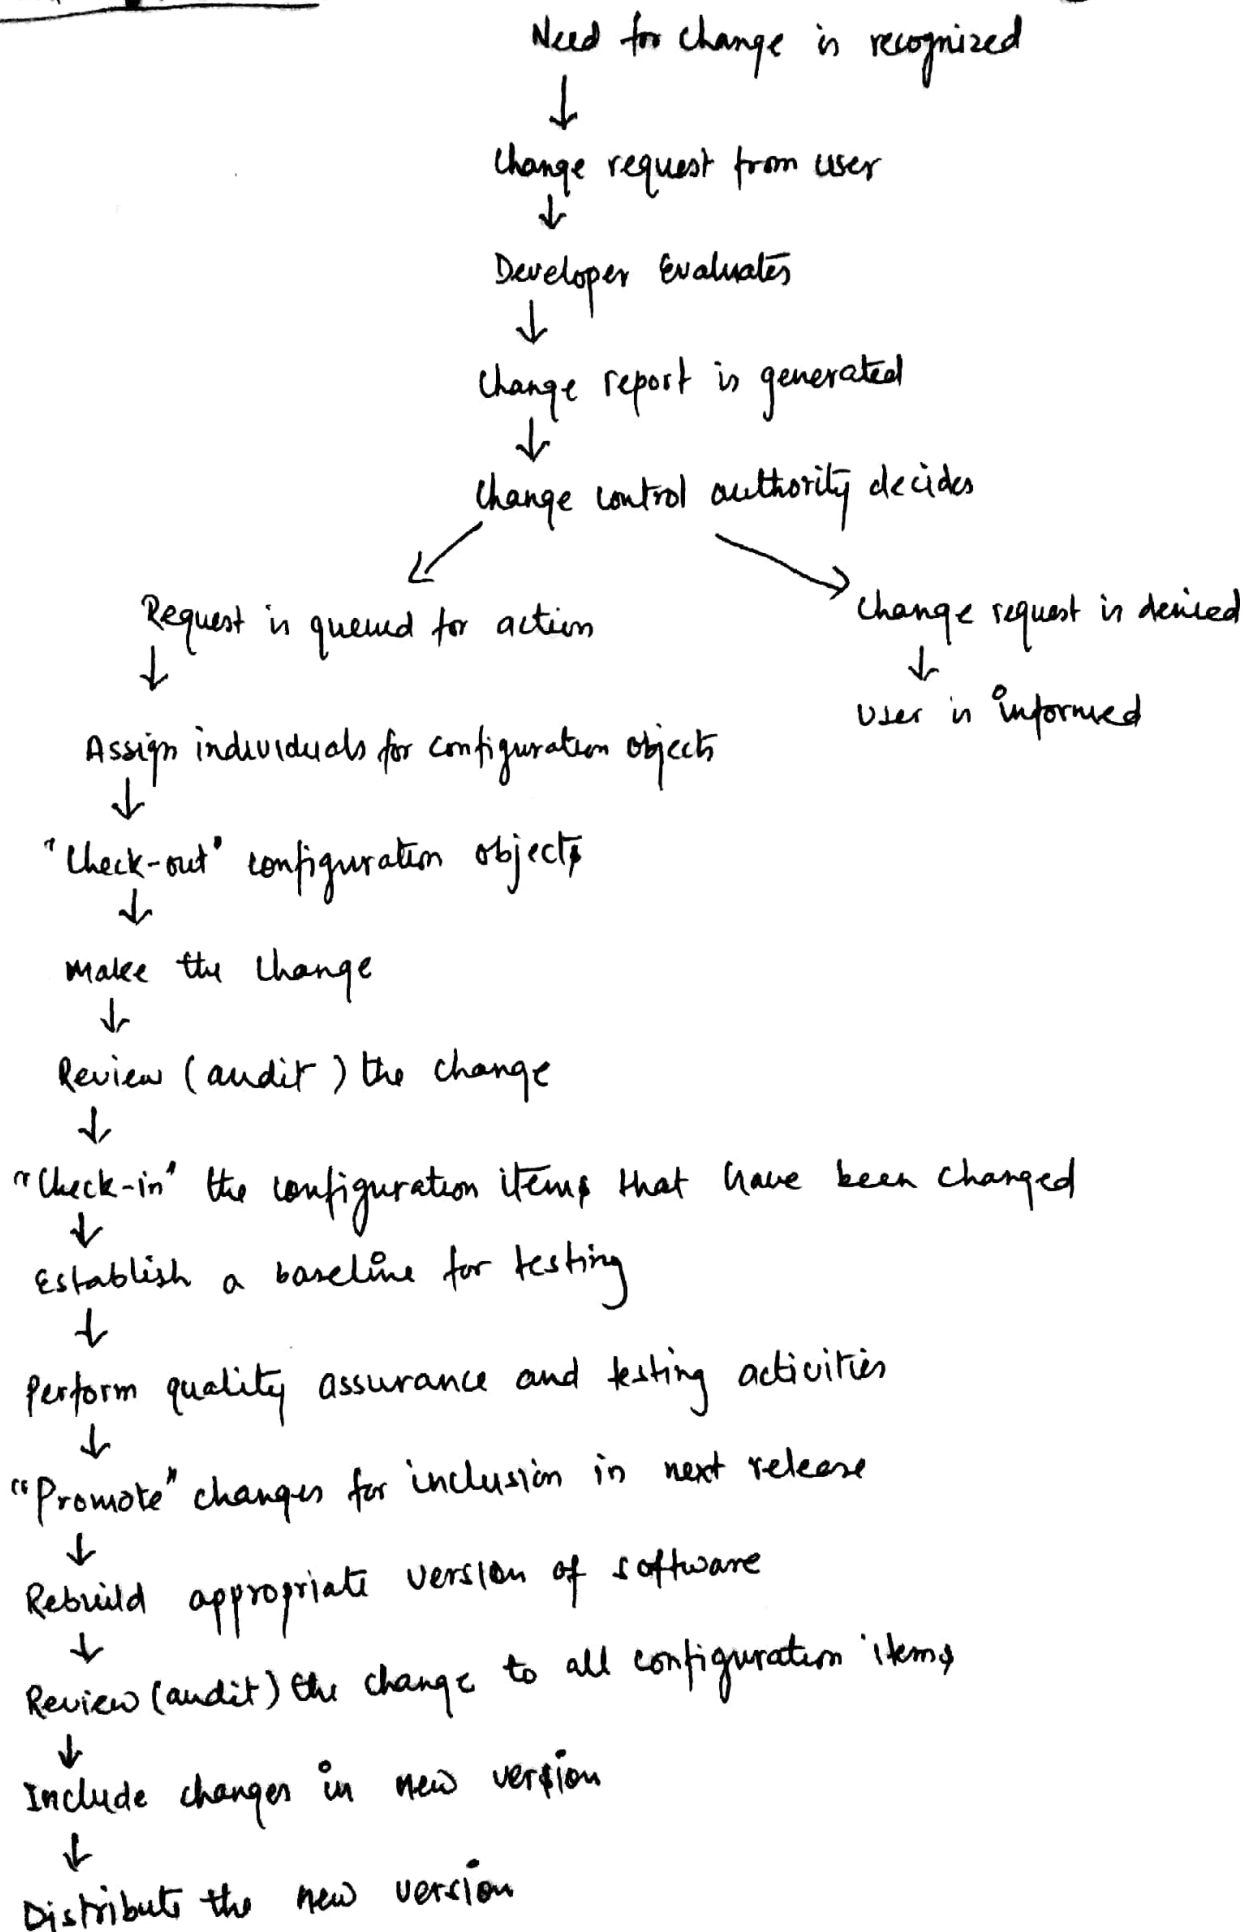 Need for change is recognized
↓
Change request from user
↓
Developer Evaluates
↓
Change report is generated
↓
Change control authority decides
Request is queued for action
Change request is denied
↓
↓
User is informed
Assign individuals for configuration objects
↓
"Check-out" configuration objects
↓
Make the change
↓
Review (audit) the change
↓
"Check-in" the configuration items that have been changed
↓
Establish a baseline for testing
↓
Perform quality assurance and testing activities
↓
"Promote" changes for inclusion in next release
↓
Rebuild appropriate version of software
↓
Review (audit) the change to all configuration items
↓
Include changes in new version
↓
Distribute the new version